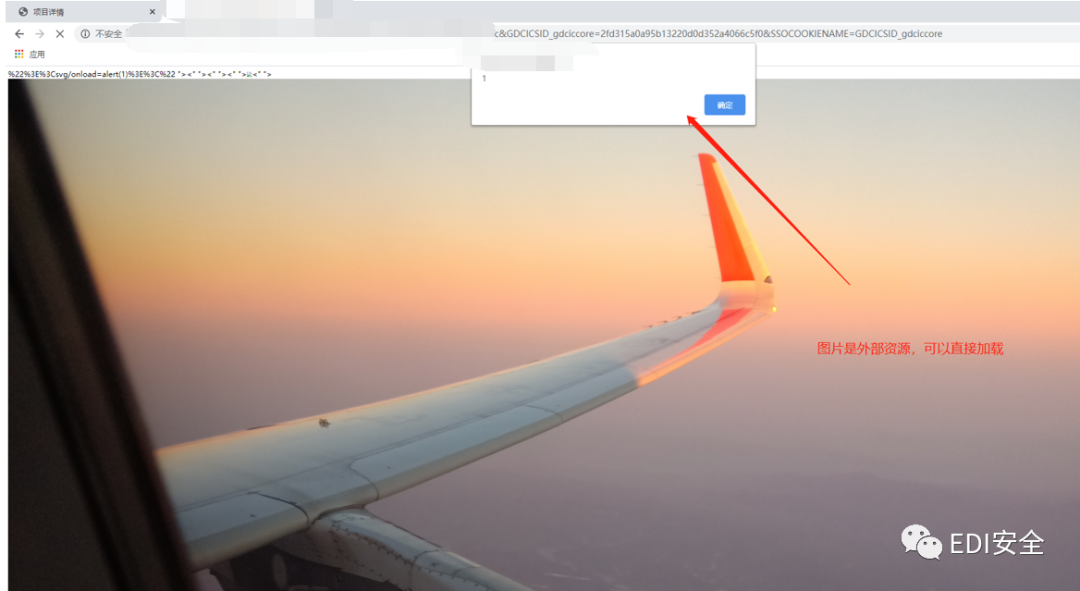 项目详情
不安全
c&GDCICSID_gdciccore=2fd315a0a95b13220d0d352a4066c5f0&SSOCOOKIENAME=GDCICSID_gdciccore
应用
%22%3E%3Csvg/onload=alert(1)%3E%3C%22 "><" "><" "><" "> <" ">
1
确定
图片是外部资源，可以直接加载
EDI安全